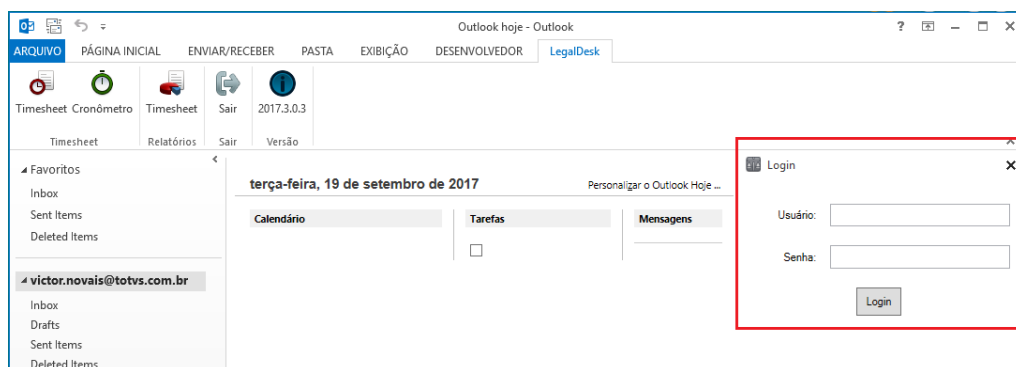 Outlook hoje - Outlook
ARQUIVO PÁGINA INICIAL ENVIAR/RECEBER PASTA EXIBIÇÃO DESENVOLVEDOR LegalDesk
Timesheet Cronômetro Timesheet Sair 2017.3.0.3
Timesheet Relatórios Sair Versão
Favoritos
Inbox
Sent Items
Deleted Items
victor.novais@totvs.com.br
Inbox
Drafts
Sent Items
Deleted Items
terça-feira, 19 de setembro de 2017 Personalizar o Outlook Hoje ...
Calendário Tarefas Mensagens
Login
Usuário:
Senha:
Login